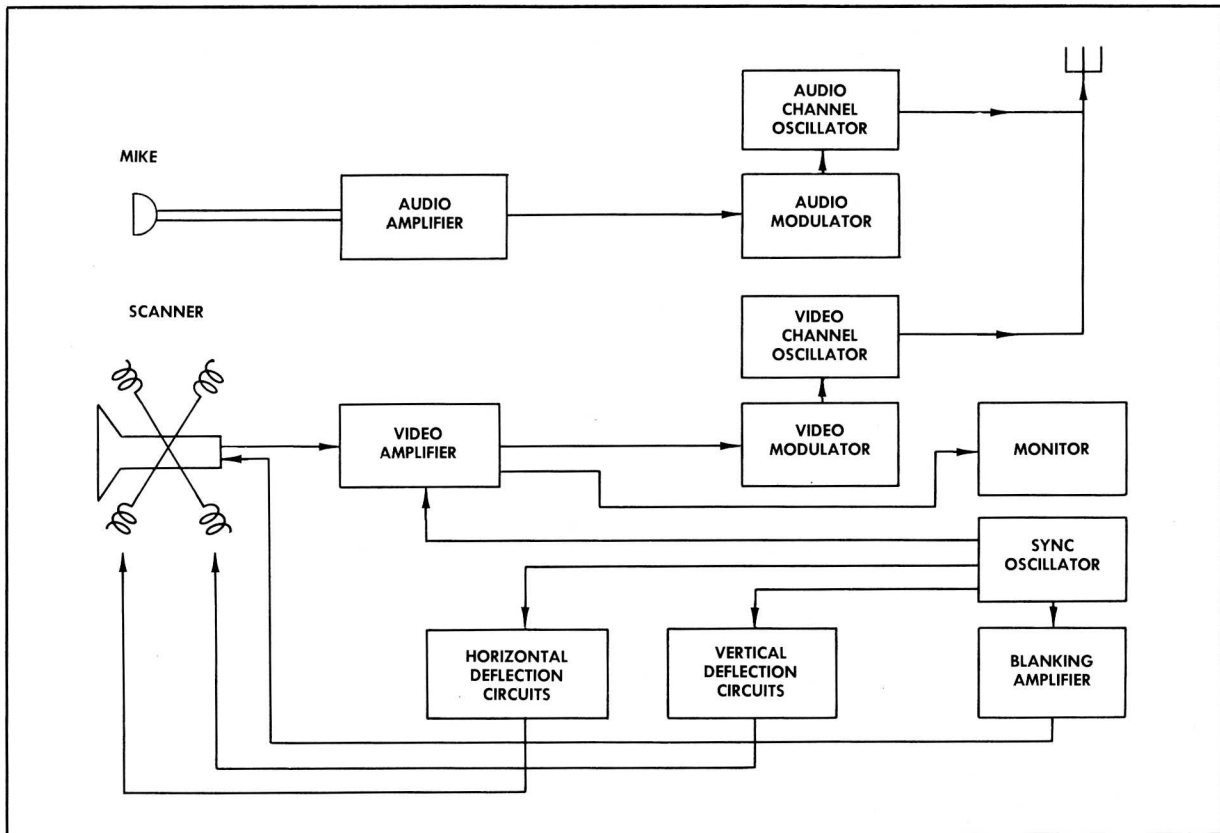 AUDIO
CHANNEL
OSCILLATOR
MIKE
AUDIO
AMPLIFIER
AUDIO
MODULATOR
SCANNER
VIDEO
CHANNEL
OSCILLATOR
VIDEO
AMPLIFIER
VIDEO
MODULATOR
MONITOR
SYNC
OSCILLATOR
HORIZONTAL
DEFLECTION
CIRCUITS
VERTICAL
DEFLECTION
CIRCUITS
BLANKING
AMPLIFIER